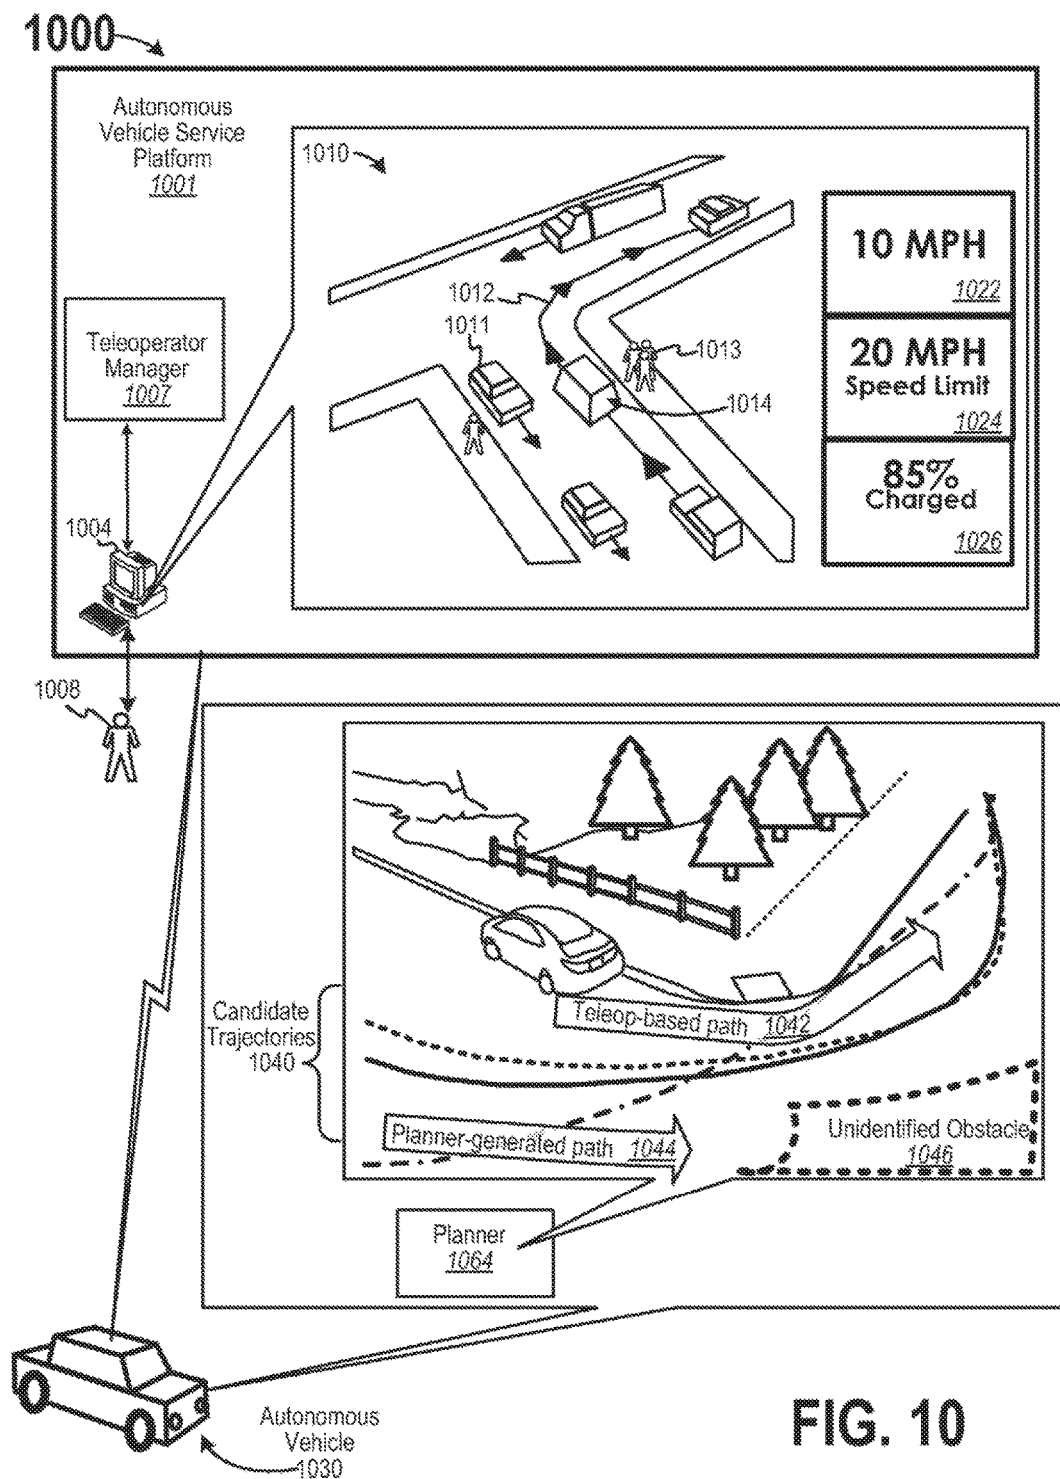 1000
Autonomous
Vehicle Service
Platform
1001
1010
10 MPH
1022
1012
1011
1013
20 MPH
Speed Limit
1024
1014
Teleoperator
Manager
1007
85%
Charged
1026
1004
1008
Candidate
Trajectories
1040
Teleop-based path 1042
Planner-generated path 1044
Unidentified Obstacle
1046
Planner
1064
Autonomous
Vehicle
1030
FIG. 10